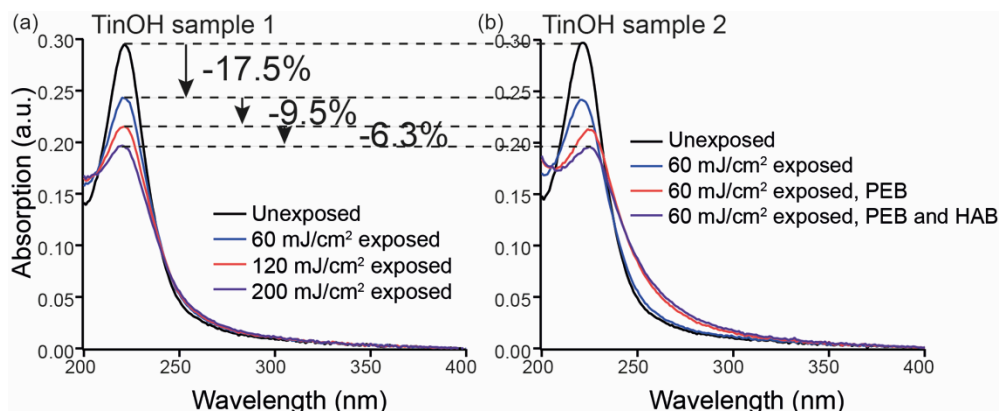 (a) TinOH sample 1
(b) TinOH sample 2
Absorption (a.u.)
0.30
0.25
0.20
0.15
0.10
0.05
0.00
-17.5%
-9.5%
-6.3%
Unexposed
60 mJ/cm² exposed
120 mJ/cm² exposed
200 mJ/cm² exposed
200 250 300 350 400
Wavelength (nm)
0.30
0.25
0.20
0.15
0.10
0.05
0.00
Unexposed
60 mJ/cm² exposed
60 mJ/cm² exposed, PEB
60 mJ/cm² exposed, PEB and HAB
200 250 300 350 400
Wavelength (nm)